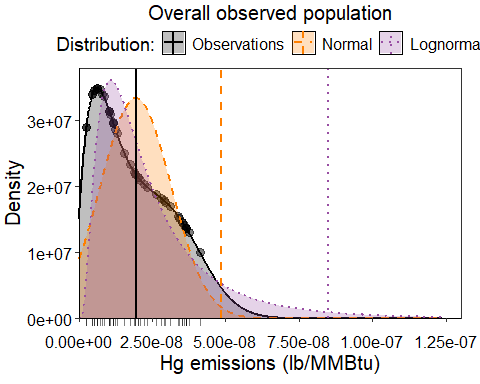 Overall observed population
Distribution: Observations Normal Lognorma
Density
3e+07
2e+07
1e+07
0e+00
0.00e+00 2.50e-08 5.00e-08 7.50e-08 1.00e-07 1.25e-07
Hg emissions (lb/MMBtu)